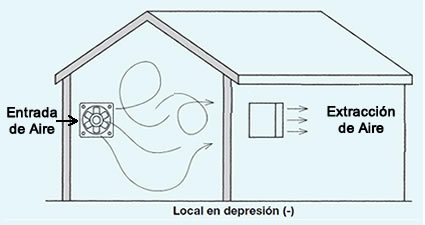 Entrada
de Aire
Extracción
de Aire
Local en depresión (-)